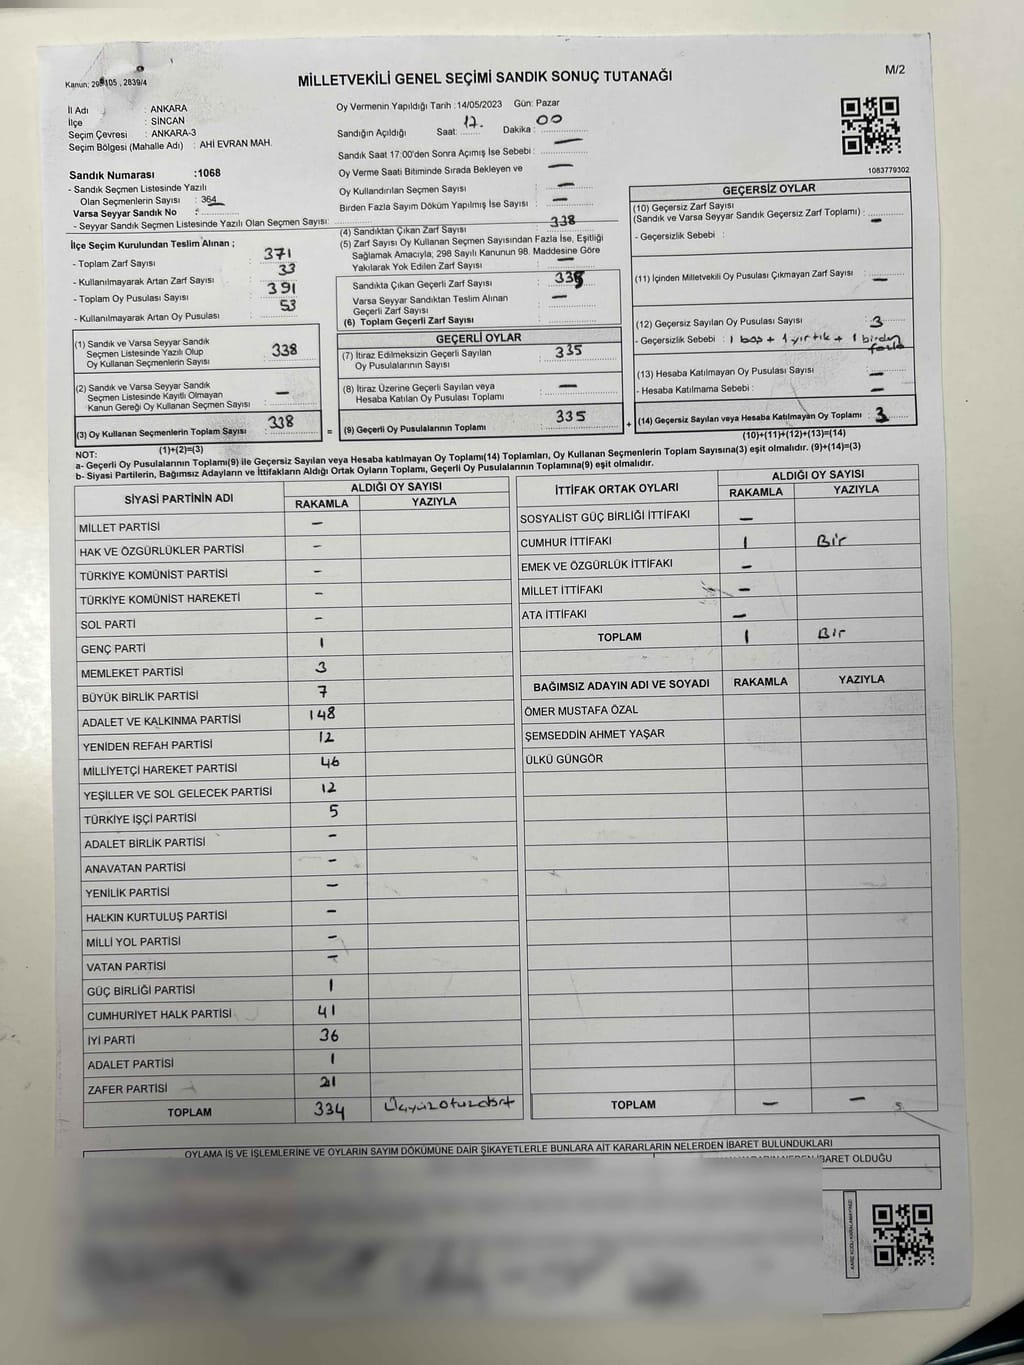 Kanun: 298105 , 2839/4
MİLLETVEKİLİ GENEL SEÇİMİ SANDIK SONUÇ TUTANAĞI
M/2
İl Adı : ANKARA
İlçe : SİNCAN
Seçim Çevresi : ANKARA-3
Seçim Bölgesi (Mahalle Adı) : AHİ EVRAN MAH.
Oy Vermenin Yapıldığı Tarih :14/05/2023 Gün: Pazar
Sandığın Açıldığı Saat: 17. Dakika : 00
Sandık Saat 17:00'den Sonra Açımış İse Sebebi : —
Oy Verme Saati Bitiminde Sırada Bekleyen ve —
Oy Kullandırılan Seçmen Sayısı : —
Birden Fazla Sayım Döküm Yapılmış İse Sayısı : —
1083779302
Sandık Numarası :1068
- Sandık Seçmen Listesinde Yazılı
Olan Seçmenlerin Sayısı : 364
Varsa Seyyar Sandık No :
- Seyyar Sandık Seçmen Listesinde Yazılı Olan Seçmen Sayısı:
İlçe Seçim Kurulundan Teslim Alınan ;
- Toplam Zarf Sayısı : 371
- Kullanılmayarak Artan Zarf Sayısı : 33
- Toplam Oy Pusulası Sayısı : 391
- Kullanılmayarak Artan Oy Pusulası : 53
(1) Sandık ve Varsa Seyyar Sandık
Seçmen Listesinde Yazılı Olup
Oy Kullanan Seçmenlerin Sayısı : 338
(2) Sandık ve Varsa Seyyar Sandık
Seçmen Listesinde Kayıtlı Olmayan
Kanun Gereği Oy Kullanan Seçmen Sayısı : —
(3) Oy Kullanan Seçmenlerin Toplam Sayısı : 338
(1)+(2)=(3)
(4) Sandıktan Çıkan Zarf Sayısı : 338
(5) Zarf Sayısı Oy Kullanan Seçmen Sayısından Fazla İse, Eşitliği
Sağlamak Amacıyla, 298 Sayılı Kanunun 98. Maddesine Göre
Yakılarak Yok Edilen Zarf Sayısı : —
Sandıkta Çıkan Geçerli Zarf Sayısı : 338
Varsa Seyyar Sandıktan Teslim Alınan
Geçerli Zarf Sayısı : —
(6) Toplam Geçerli Zarf Sayısı :
GEÇERLİ OYLAR
(7) İtiraz Edilmeksizin Geçerli Sayılan
Oy Pusulalarının Sayısı : 335
(8) İtiraz Üzerine Geçerli Sayılan veya
Hesaba Katılan Oy Pusulası Toplamı : —
= (9) Geçerli Oy Pusulalarının Toplamı : 335
GEÇERSİZ OYLAR
(10) Geçersiz Zarf Sayısı
(Sandık ve Varsa Seyyar Sandık Geçersiz Zarf Toplamı) : —
- Geçersizlik Sebebi :
(11) İçinden Milletvekili Oy Pusulası Çıkmayan Zarf Sayısı : —
(12) Geçersiz Sayılan Oy Pusulası Sayısı : 3
- Geçersizlik Sebebi : 1 boş + 1 yırtık + 1 birden
fazla
(13) Hesaba Katılmayan Oy Pusulası Sayısı : —
- Hesaba Katılmama Sebebi : —
+ (14) Geçersiz Sayılan veya Hesaba Katılmayan Oy Toplamı : 3
(10)+(11)+(12)+(13)=(14)
NOT:
a- Geçerli Oy Pusulalarının Toplamı(9) ile Geçersiz Sayılan veya Hesaba katılmayan Oy Toplamı(14) Toplamları, Oy Kullanan Seçmenlerin Toplam Sayısına(3) eşit olmalıdır. (9)+(14)=(3)
b- Siyasi Partilerin, Bağımsız Adayların ve İttifakların Aldığı Ortak Oyların Toplamı, Geçerli Oy Pusulalarının Toplamına(9) eşit olmalıdır.
SİYASİ PARTİNİN ADI
ALDIĞI OY SAYISI
RAKAMLA YAZIYLA
MİLLET PARTİSİ —
HAK VE ÖZGÜRLÜKLER PARTİSİ -
TÜRKİYE KOMÜNİST PARTİSİ -
TÜRKİYE KOMÜNİST HAREKETİ -
SOL PARTİ -
GENÇ PARTİ 1
MEMLEKET PARTİSİ 3
BÜYÜK BİRLİK PARTİSİ 7
ADALET VE KALKINMA PARTİSİ 148
YENİDEN REFAH PARTİSİ 12
MİLLİYETÇİ HAREKET PARTİSİ 46
YEŞİLLER VE SOL GELECEK PARTİSİ 12
TÜRKİYE İŞÇİ PARTİSİ 5
ADALET BİRLİK PARTİSİ -
ANAVATAN PARTİSİ -
YENİLİK PARTİSİ -
HALKIN KURTULUŞ PARTİSİ -
MİLLİ YOL PARTİSİ -
VATAN PARTİSİ -
GÜÇ BİRLİĞİ PARTİSİ 1
CUMHURİYET HALK PARTİSİ 41
İYİ PARTİ 36
ADALET PARTİSİ 1
ZAFER PARTİSİ 21
TOPLAM 334 Üçyüzotuzdört
İTTİFAK ORTAK OYLARI
ALDIĞI OY SAYISI
RAKAMLA YAZIYLA
SOSYALİST GÜÇ BİRLİĞİ İTTİFAKI —
CUMHUR İTTİFAKI 1 Bir
EMEK VE ÖZGÜRLÜK İTTİFAKI —
MİLLET İTTİFAKI —
ATA İTTİFAKI —
TOPLAM 1 Bir
BAĞIMSIZ ADAYIN ADI VE SOYADI RAKAMLA YAZIYLA
ÖMER MUSTAFA ÖZAL
ŞEMSEDDİN AHMET YAŞAR
ÜLKÜ GÜNGÖR
TOPLAM — —
OYLAMA İŞ VE İŞLEMLERİNE VE OYLARIN SAYIM DÖKÜMÜNE DAİR ŞİKAYETLERLE BUNLARA AİT KARARLARIN NELERDEN İBARET BULUNDUKLARI
İBARET OLDUĞU